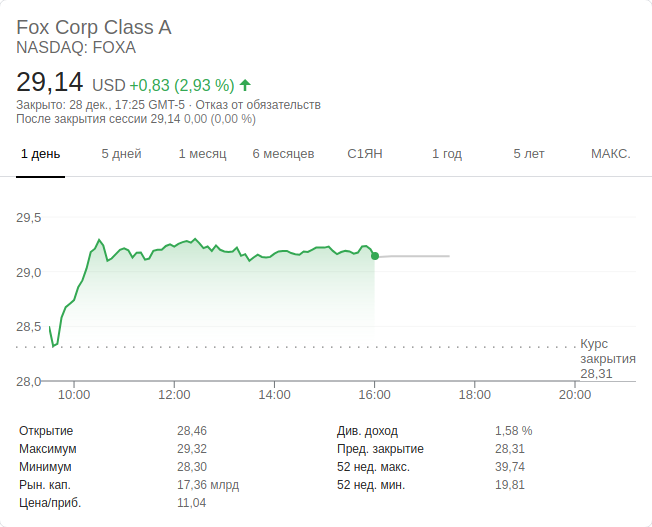 Fox Corp Class A
NASDAQ: FOXA
29,14 USD +0,83 (2,93 %)
Закрыто: 28 дек., 17:25 GMT-5 · Отказ от обязательств
После закрытия сессии 29,14 0,00 (0,00 %)
1 день 5 дней 1 месяц 6 месяцев С1ЯН 1 год 5 лет МАКС.
29,5
29,0
28,5
28,0
Курс
закрытия
28,31
10:00 12:00 14:00 16:00 18:00 20:00
Открытие 28,46 Див. доход 1,58 %
Максимум 29,32 Пред. закрытие 28,31
Минимум 28,30 52 нед. макс. 39,74
Рын. кап. 17,36 млрд 52 нед. мин. 19,81
Цена/приб. 11,04